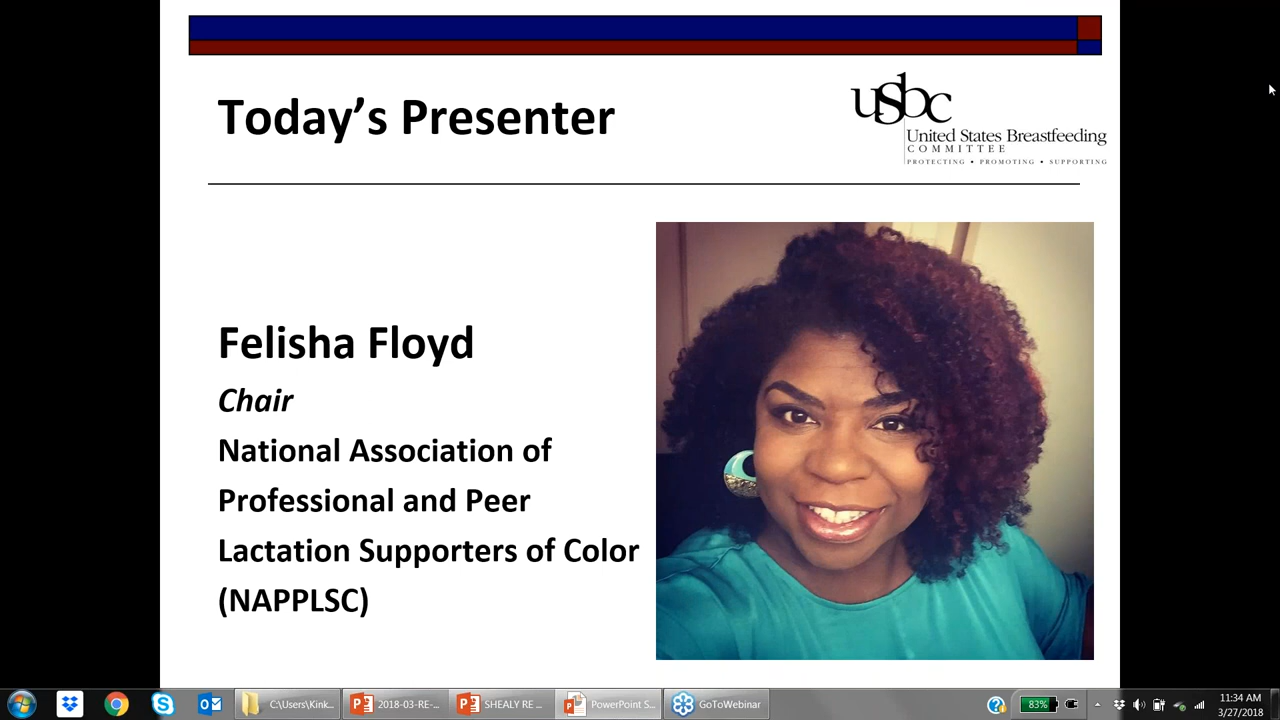 Today’s Presenter
usbc
United States Breastfeeding
COMMITTEE
PROTECTING • PROMOTING • SUPPORTING
Felisha Floyd
Chair
National Association of
Professional and Peer
Lactation Supporters of Color
(NAPPLSC)
C:\Users\Kink...
2018-03-RE-...
SHEALY RE ...
PowerPoint S...
GoToWebinar
83%
11:34 AM
3/27/2018